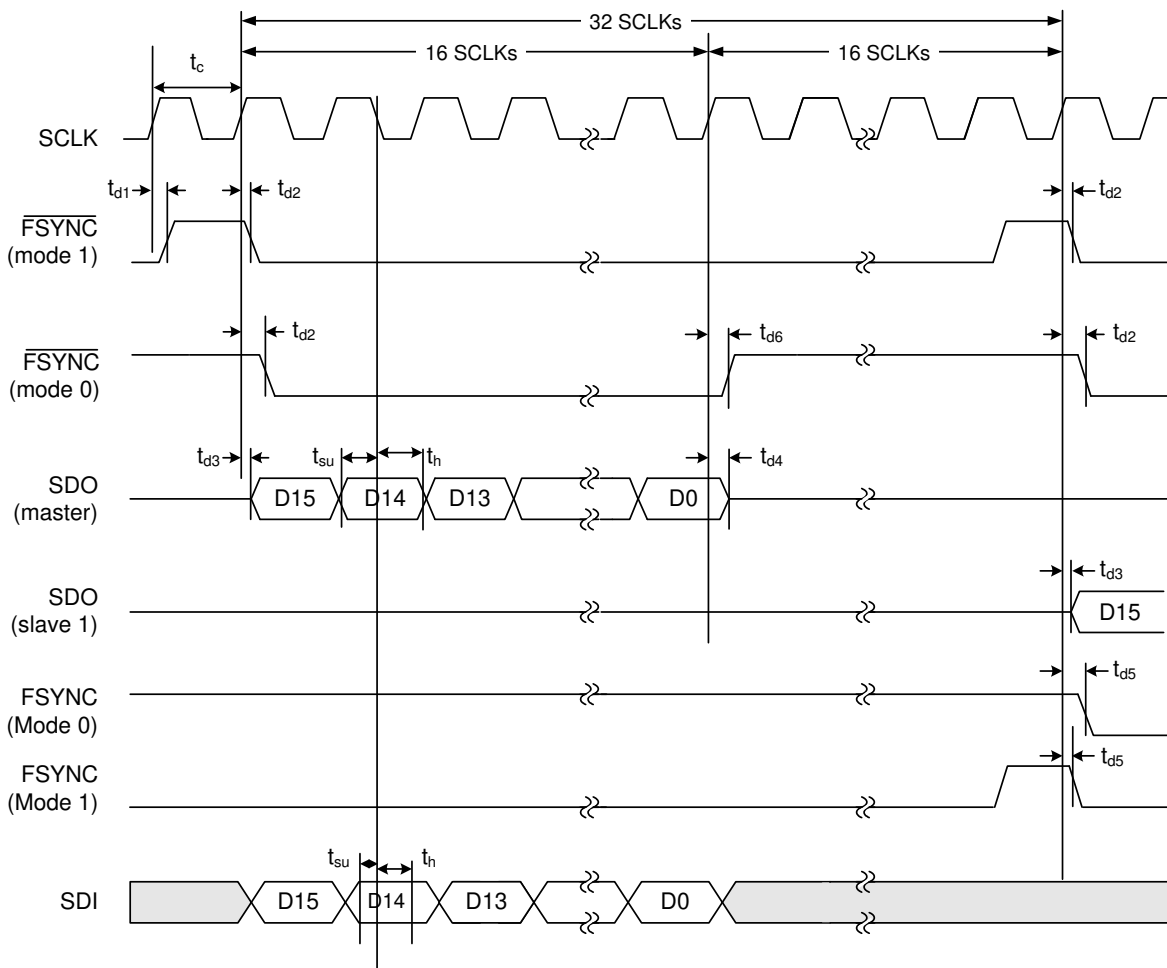 32 SCLKs
16 SCLKs
16 SCLKs
tc
SCLK
td1
td2
td2
FSYNC
(mode 1)
td2
td6
td2
FSYNC
(mode 0)
td3
tsu
th
td4
SDO
(master)
D15
D14
D13
D0
td3
SDO
(slave 1)
D15
FSYNC
(Mode 0)
td5
FSYNC
(Mode 1)
td5
tsu
th
SDI
D15
D14
D13
D0